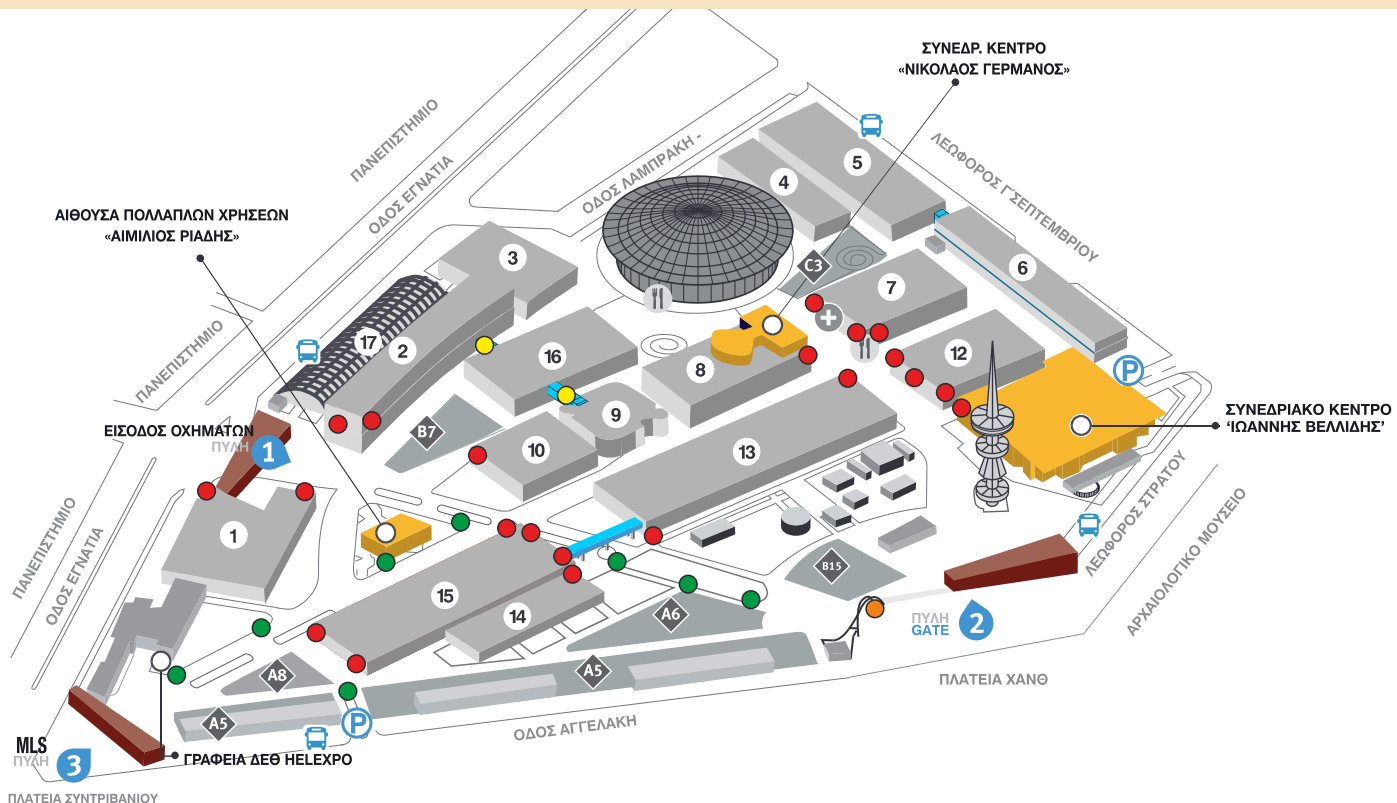 ΣΥΝΕΔΡ. ΚΕΝΤΡΟ
«ΝΙΚΟΛΑΟΣ ΓΕΡΜΑΝΟΣ»
ΠΑΝΕΠΙΣΤΗΜΙΟ
ΟΔΟΣ ΕΓΝΑΤΙΑ
ΟΔΟΣ ΛΑΜΠΡΑΚΗ -
ΛΕΩΦΟΡΟΣ Γ΄ΣΕΠΤΕΜΒΡΙΟΥ
5
4
ΑΙΘΟΥΣΑ ΠΟΛΛΑΠΛΩΝ ΧΡΗΣΕΩΝ
«ΑΙΜΙΛΙΟΣ ΡΙΑΔΗΣ»
3
C3
6
7
17
2
16
12
ΠΑΝΕΠΙΣΤΗΜΙΟ
8
P
9
ΣΥΝΕΔΡΙΑΚΟ ΚΕΝΤΡΟ
'ΙΩΑΝΝΗΣ ΒΕΛΛΙΔΗΣ'
ΕΙΣΟΔΟΣ ΟΧΗΜΑΤΩΝ
ΠΥΛΗ
1
B7
10
13
ΛΕΩΦΟΡΟΣ ΣΤΡΑΤΟΥ
ΑΡΧΑΙΟΛΟΓΙΚΟ ΜΟΥΣΕΙΟ
ΠΑΝΕΠΙΣΤΗΜΙΟ
ΟΔΟΣ ΕΓΝΑΤΙΑ
1
B15
15
14
A6
ΠΥΛΗ
GATE
2
A8
A5
ΠΛΑΤΕΙΑ ΧΑΝΘ
A5
P
ΟΔΟΣ ΑΓΓΕΛΑΚΗ
MLS
ΠΥΛΗ
3
ΓΡΑΦΕΙΑ ΔΕΘ HELEXPO
ΠΛΑΤΕΙΑ ΣΥΝΤΡΙΒΑΝΙΟΥ